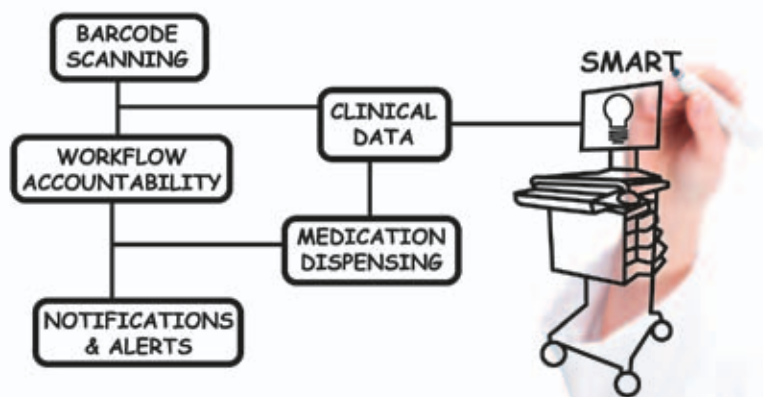 BARCODE
SCANNING
SMART
CLINICAL
DATA
WORKFLOW
ACCOUNTABILITY
MEDICATION
DISPENSING
NOTIFICATIONS
& ALERTS